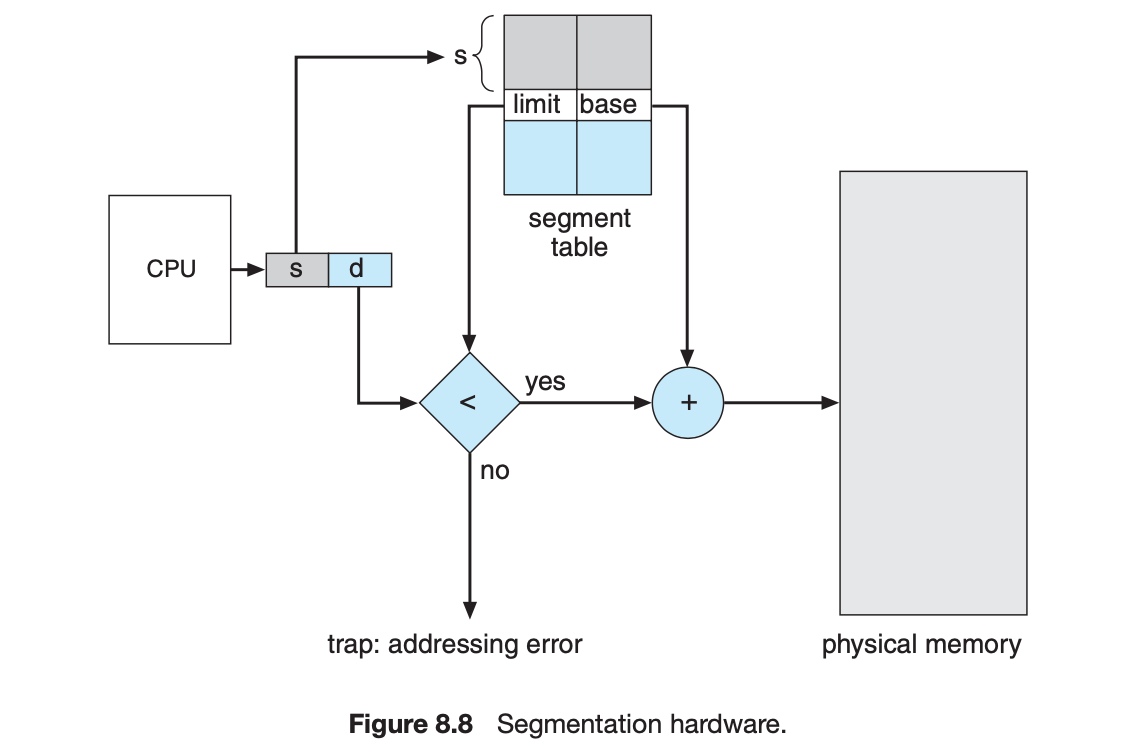 s
limit base
segment
table
CPU
s d
yes
<
+
no
trap: addressing error
physical memory
Figure 8.8 Segmentation hardware.